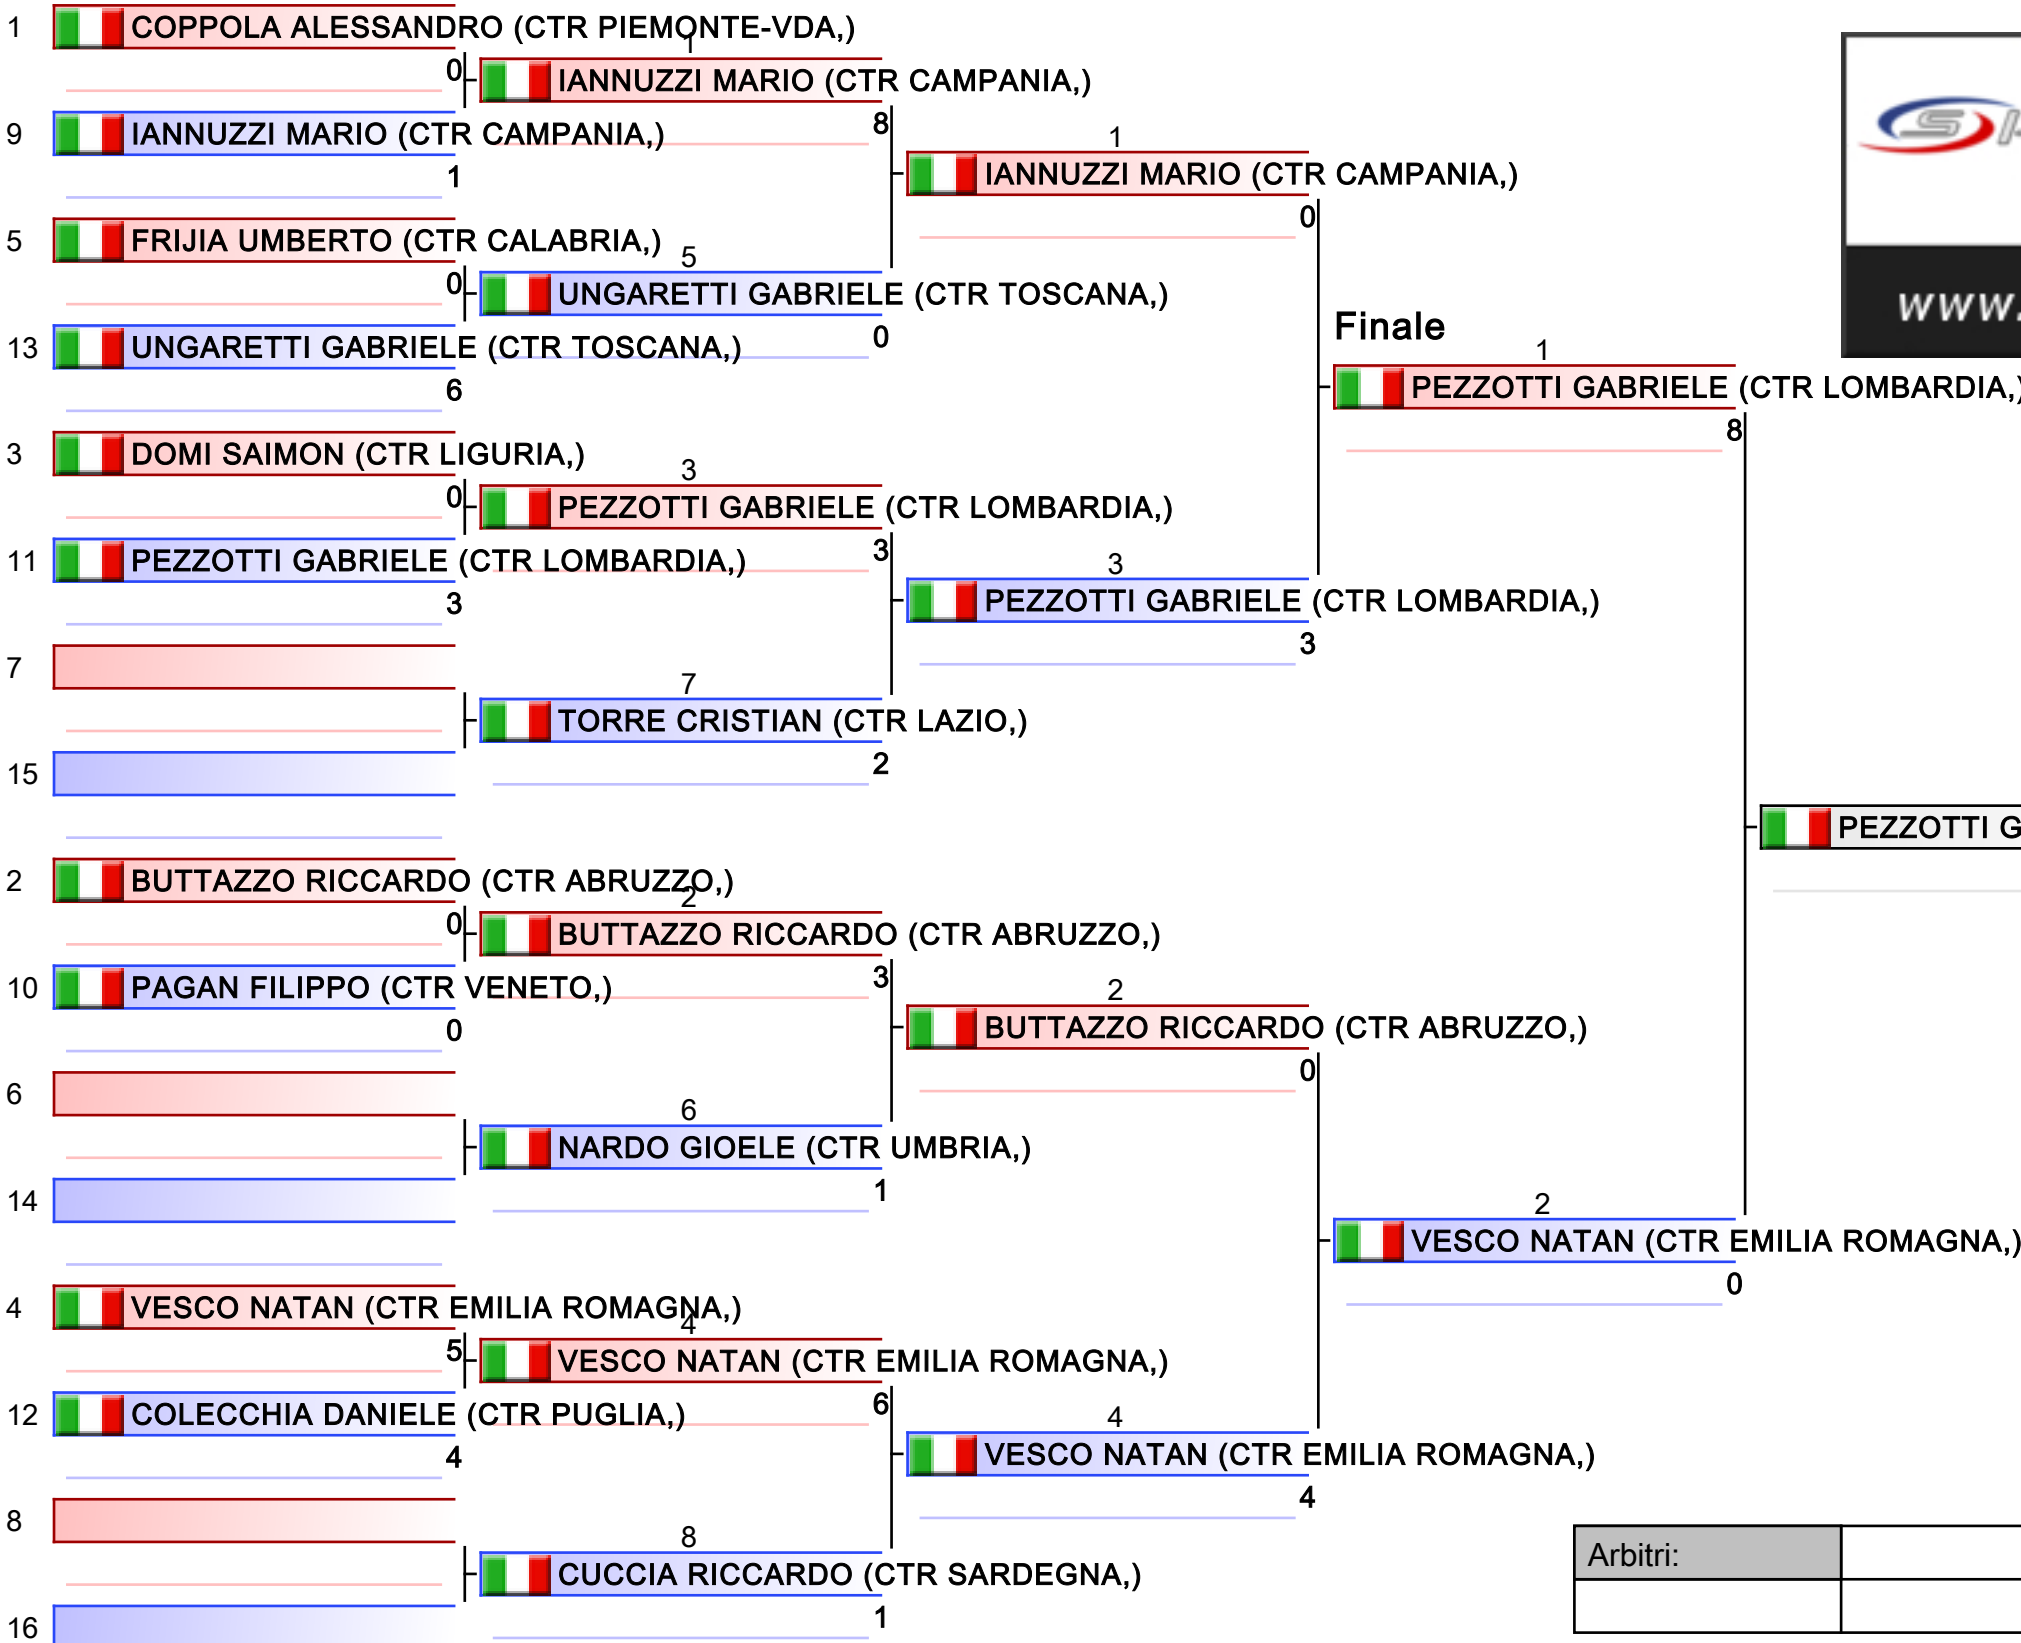 1 COPPOLA ALESSANDRO (CTR PIEMONTE-VDA,)
0
9 IANNUZZI MARIO (CTR CAMPANIA,)
1
5 FRIJIA UMBERTO (CTR CALABRIA,)
0
13 UNGARETTI GABRIELE (CTR TOSCANA,)
6
3 DOMI SAIMON (CTR LIGURIA,)
0
11 PEZZOTTI GABRIELE (CTR LOMBARDIA,)
3
7
15
2 BUTTAZZO RICCARDO (CTR ABRUZZO,)
0
10 PAGAN FILIPPO (CTR VENETO,)
0
6
14
4 VESCO NATAN (CTR EMILIA ROMAGNA,)
5
12 COLECCHIA DANIELE (CTR PUGLIA,)
4
8
16
1
IANNUZZI MARIO (CTR CAMPANIA,)
8
5
UNGARETTI GABRIELE (CTR TOSCANA,)
0
3
PEZZOTTI GABRIELE (CTR LOMBARDIA,)
3
7
TORRE CRISTIAN (CTR LAZIO,)
2
2
BUTTAZZO RICCARDO (CTR ABRUZZO,)
3
6
NARDO GIOELE (CTR UMBRIA,)
1
4
VESCO NATAN (CTR EMILIA ROMAGNA,)
6
8
CUCCIA RICCARDO (CTR SARDEGNA,)
1
1
IANNUZZI MARIO (CTR CAMPANIA,)
0
3
PEZZOTTI GABRIELE (CTR LOMBARDIA,)
3
2
BUTTAZZO RICCARDO (CTR ABRUZZO,)
0
4
VESCO NATAN (CTR EMILIA ROMAGNA,)
4
Finale
1
PEZZOTTI GABRIELE (CTR LOMBARDIA,)
8
2
VESCO NATAN (CTR EMILIA ROMAGNA,)
0
PEZZOTTI G
www.
Arbitri: